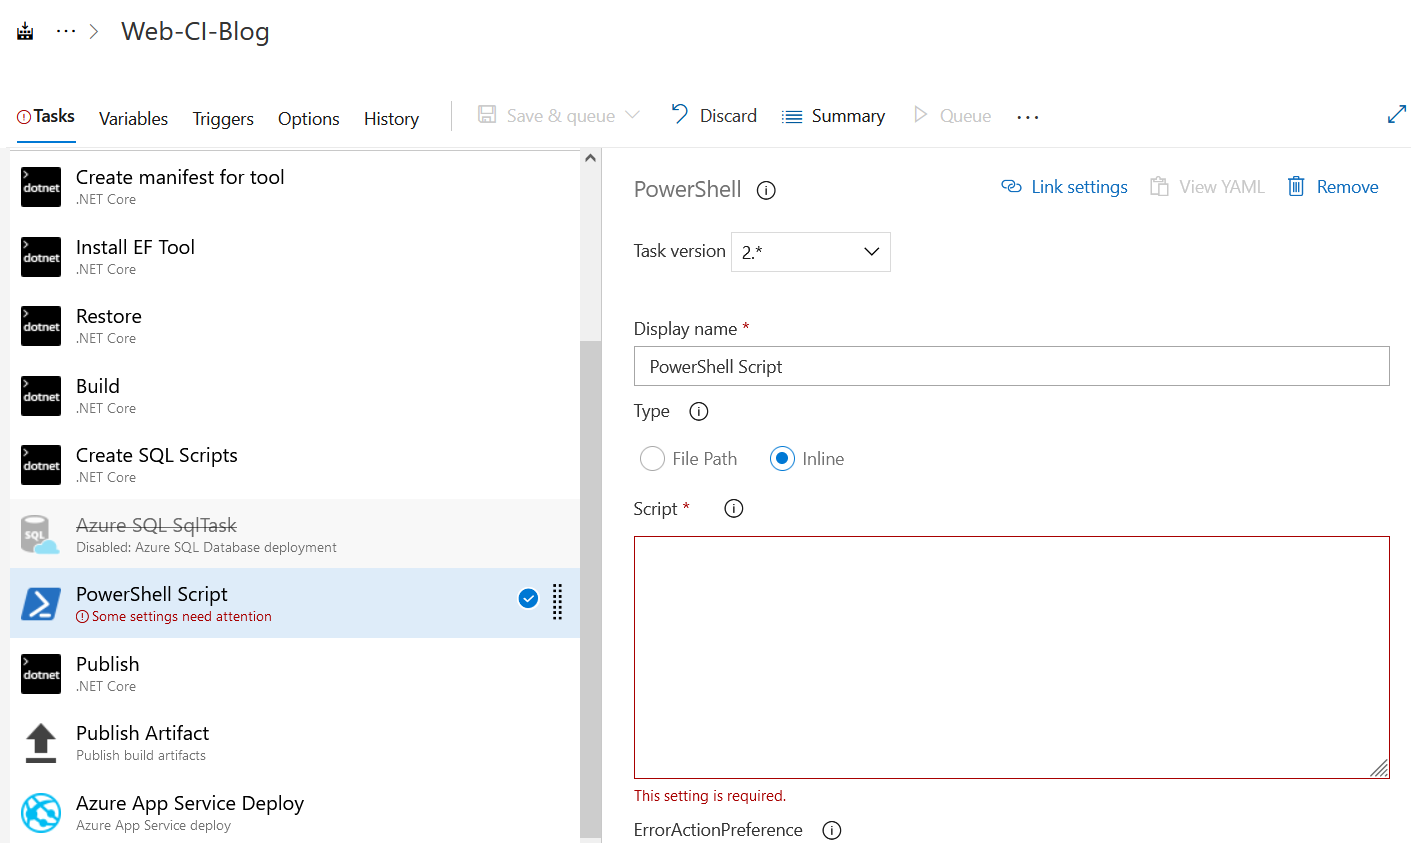 ... > Web-CI-Blog
Tasks Variables Triggers Options History Save & queue Discard Summary Queue ...
dotnet Create manifest for tool
.NET Core
dotnet Install EF Tool
.NET Core
dotnet Restore
.NET Core
dotnet Build
.NET Core
dotnet Create SQL Scripts
.NET Core
SQL Azure SQL SqlTask
Disabled: Azure SQL Database deployment
PowerShell Script
Some settings need attention
dotnet Publish
.NET Core
Publish Artifact
Publish build artifacts
Azure App Service Deploy
Azure App Service deploy
PowerShell Link settings View YAML Remove
Task version 2.*
Display name *
PowerShell Script
Type
File Path Inline
Script *
This setting is required.
ErrorActionPreference